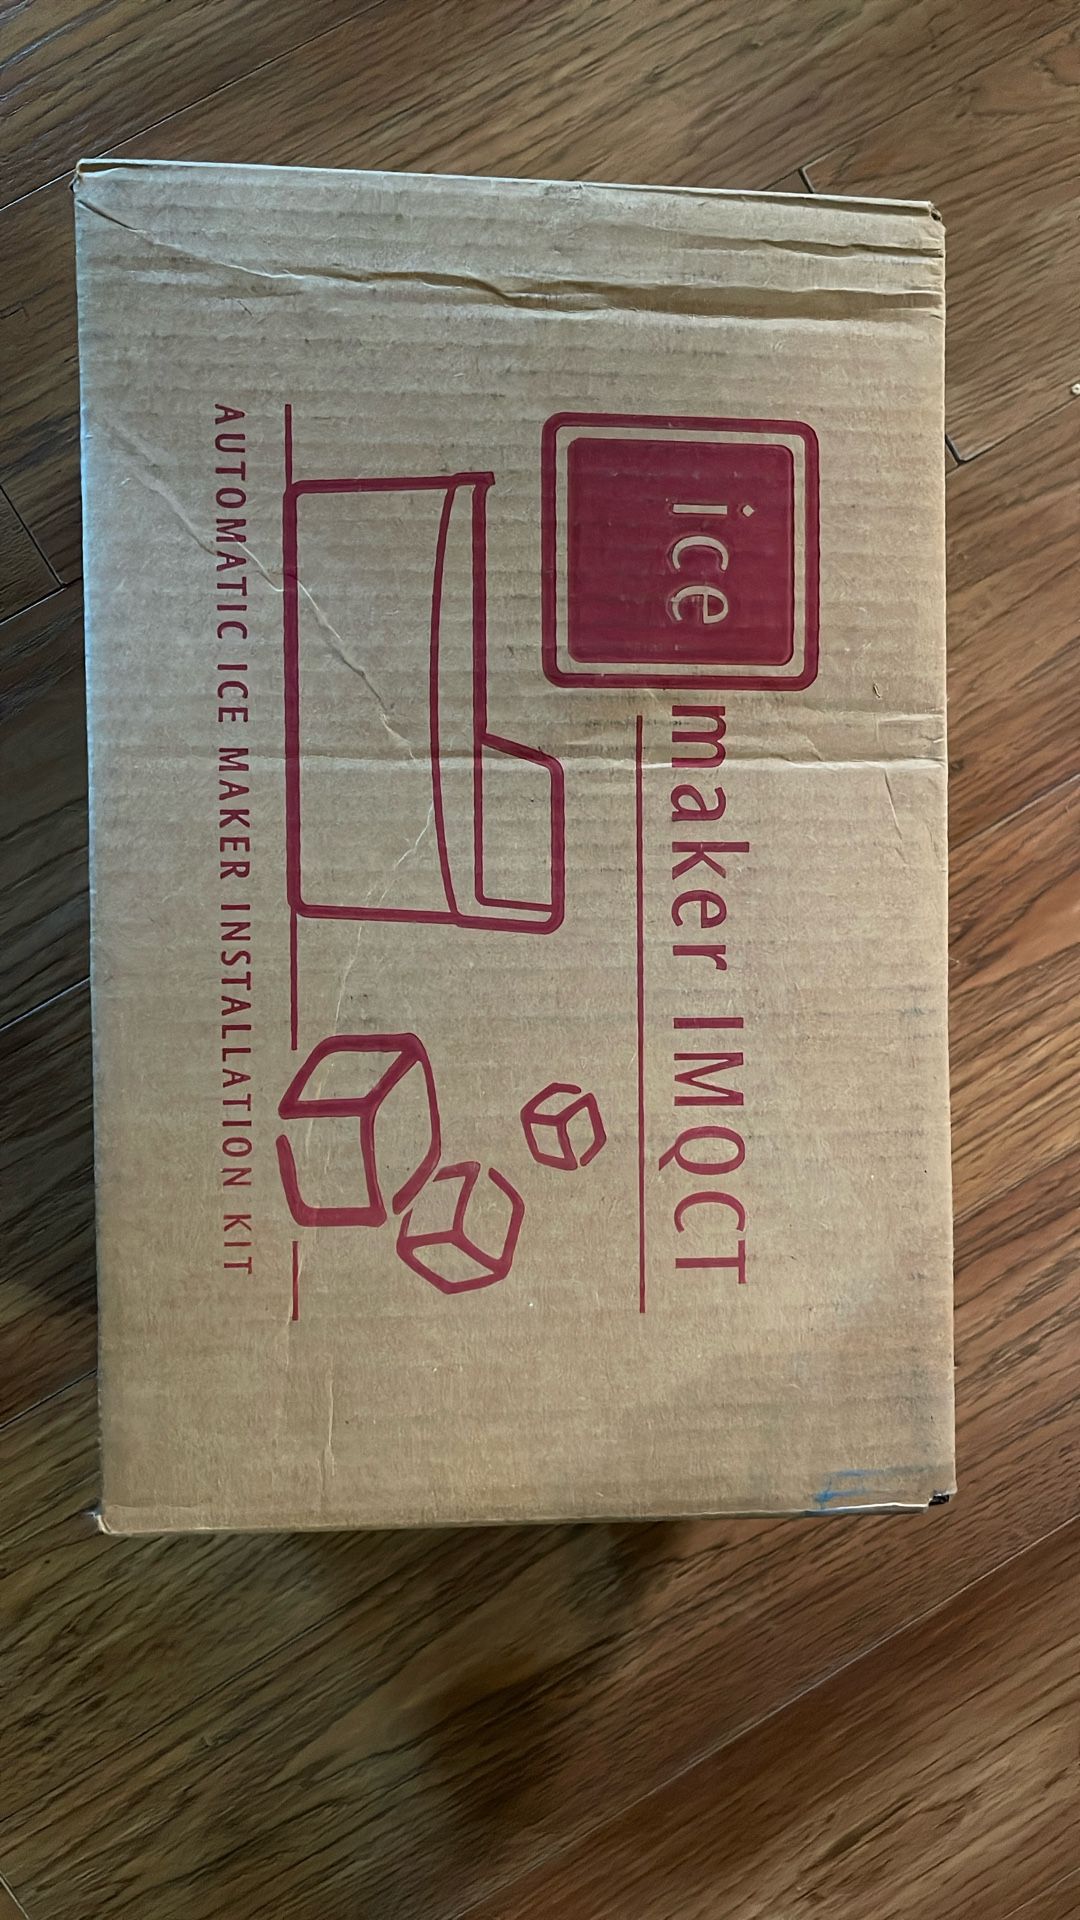 ice maker IMQCT
AUTOMATIC ICE MAKER INSTALLATION KIT